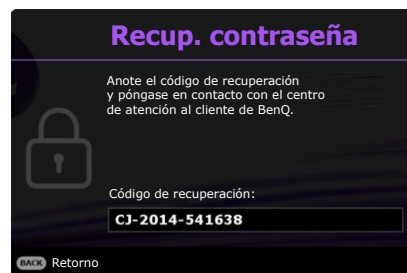 Recup. contraseña
Anote el código de recuperación
y póngase en contacto con el centro
de atención al cliente de BenQ.
Código de recuperación:
CJ-2014-541638
BACK Retorno